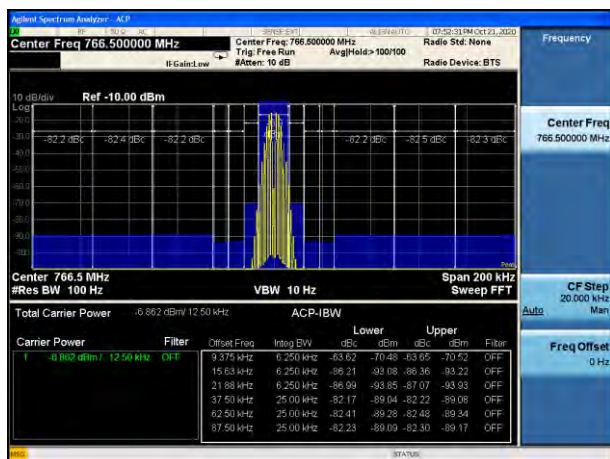 Agilent Spectrum Analyzer - ACP
RF 50 Ω AC SENSE:EXT ALIGN AUTO 07:52:31 PM Oct 21, 2020
Center Freq 766.500000 MHz
Center Freq: 766.500000 MHz
Radio Std: None
Trig: Free Run Avg|Hold:> 100/100
IFGain:Low #Atten: 10 dB Radio Device: BTS
Frequency
10 dB/div Ref -10.00 dBm
Log
-82.2 dBc -82.4 dBc -82.2 dBc -82.2 dBc -82.5 dBc -82.3 dBc
Center Freq
766.500000 MHz
Center 766.5 MHz Span 200 kHz
#Res BW 100 Hz VBW 10 Hz Sweep FFT
CF Step
20.000 kHz
Auto Man
Freq Offset
0 Hz
Total Carrier Power -6.862 dBm/ 12.50 kHz ACP-IBW
Lower Upper
Carrier Power Filter
Offset Freq Integ BW dBc dBm dBc dBm Filter
1 -6.862 dBm / 12.50 kHz OFF
9.375 kHz 6.250 kHz -63.62 -70.48 -63.65 -70.52 OFF
15.63 kHz 6.250 kHz -86.21 -93.08 -86.36 -93.22 OFF
21.88 kHz 6.250 kHz -86.99 -93.85 -87.07 -93.93 OFF
37.50 kHz 25.00 kHz -82.17 -89.04 -82.22 -89.08 OFF
62.50 kHz 25.00 kHz -82.41 -89.28 -82.48 -89.34 OFF
87.50 kHz 25.00 kHz -82.23 -89.09 -82.30 -89.17 OFF
MSG STATUS